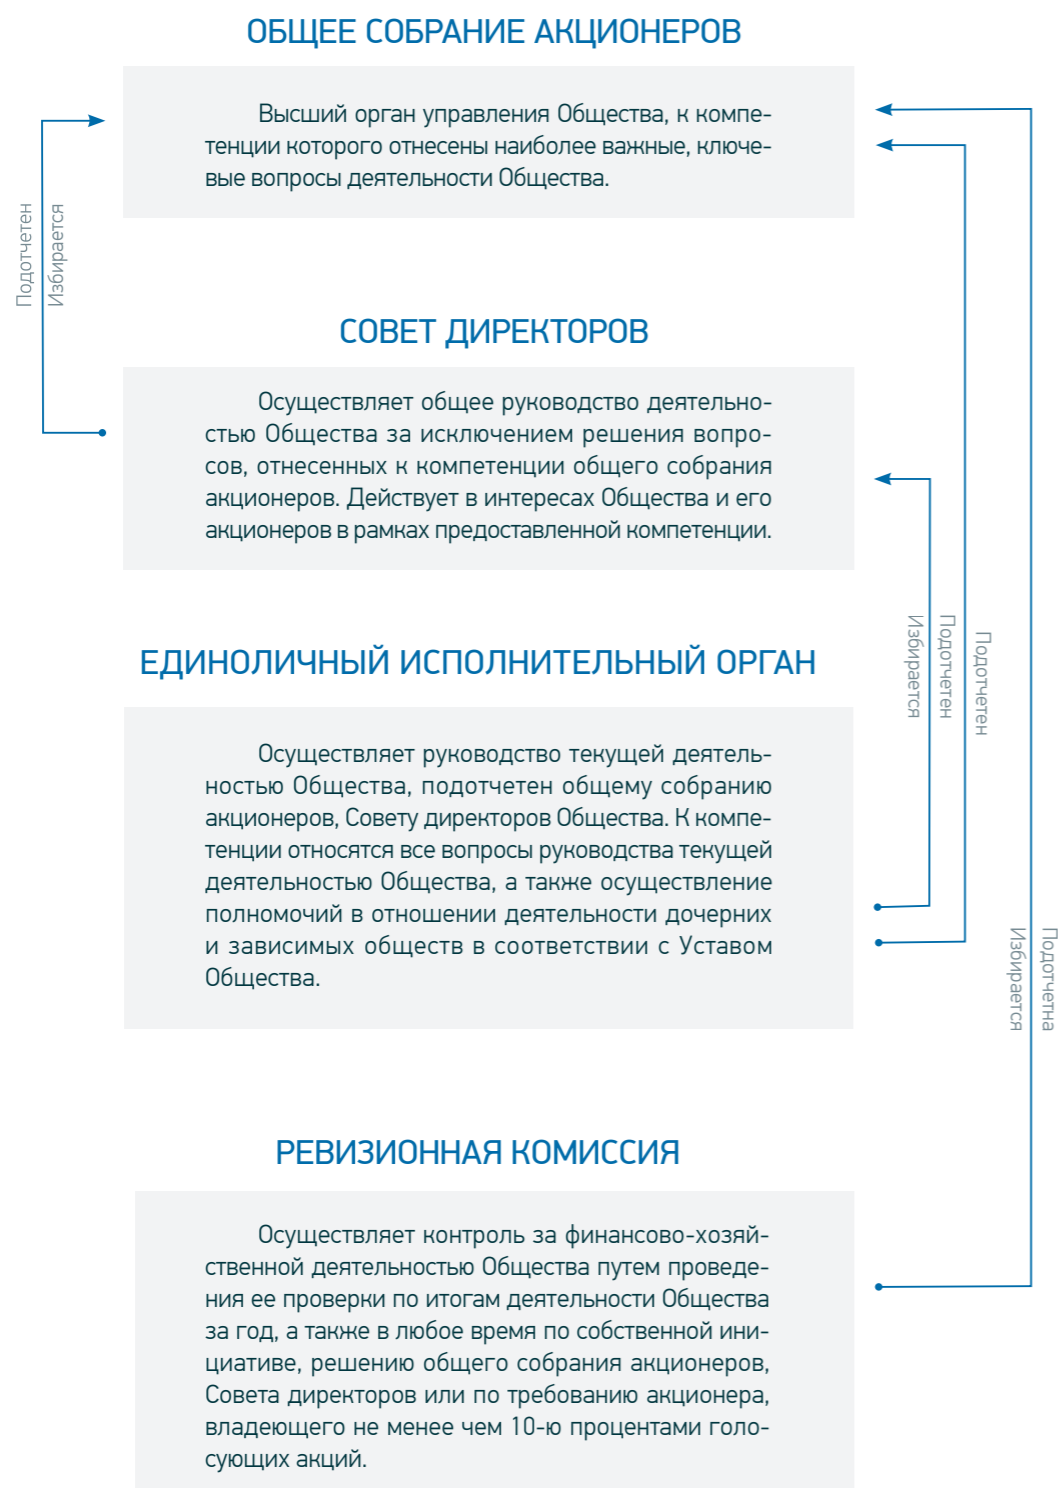 ОБЩЕЕ СОБРАНИЕ АКЦИОНЕРОВ
Высший орган управления Общества, к компе-
тенции которого отнесены наиболее важные, ключе-
вые вопросы деятельности Общества.
Подотчетен
Избирается
СОВЕТ ДИРЕКТОРОВ
Осуществляет общее руководство деятельно-
стью Общества за исключением решения вопро-
сов, отнесенных к компетенции общего собрания
акционеров. Действует в интересах Общества и его
акционеров в рамках предоставленной компетенции.
Избирается
Подотчетен
Подотчетен
ЕДИНОЛИЧНЫЙ ИСПОЛНИТЕЛЬНЫЙ ОРГАН
Осуществляет руководство текущей деятель-
ностью Общества, подотчетен общему собранию
акционеров, Совету директоров Общества. К компе-
тенции относятся все вопросы руководства текущей
деятельностью Общества, а также осуществление
полномочий в отношении деятельности дочерних
и зависимых обществ в соответствии с Уставом
Общества.
Избирается
Подотчетна
РЕВИЗИОННАЯ КОМИССИЯ
Осуществляет контроль за финансово-хозяй-
ственной деятельностью Общества путем проведе-
ния ее проверки по итогам деятельности Общества
за год, а также в любое время по собственной ини-
циативе, решению общего собрания акционеров,
Совета директоров или по требованию акционера,
владеющего не менее чем 10-ю процентами голо-
сующих акций.